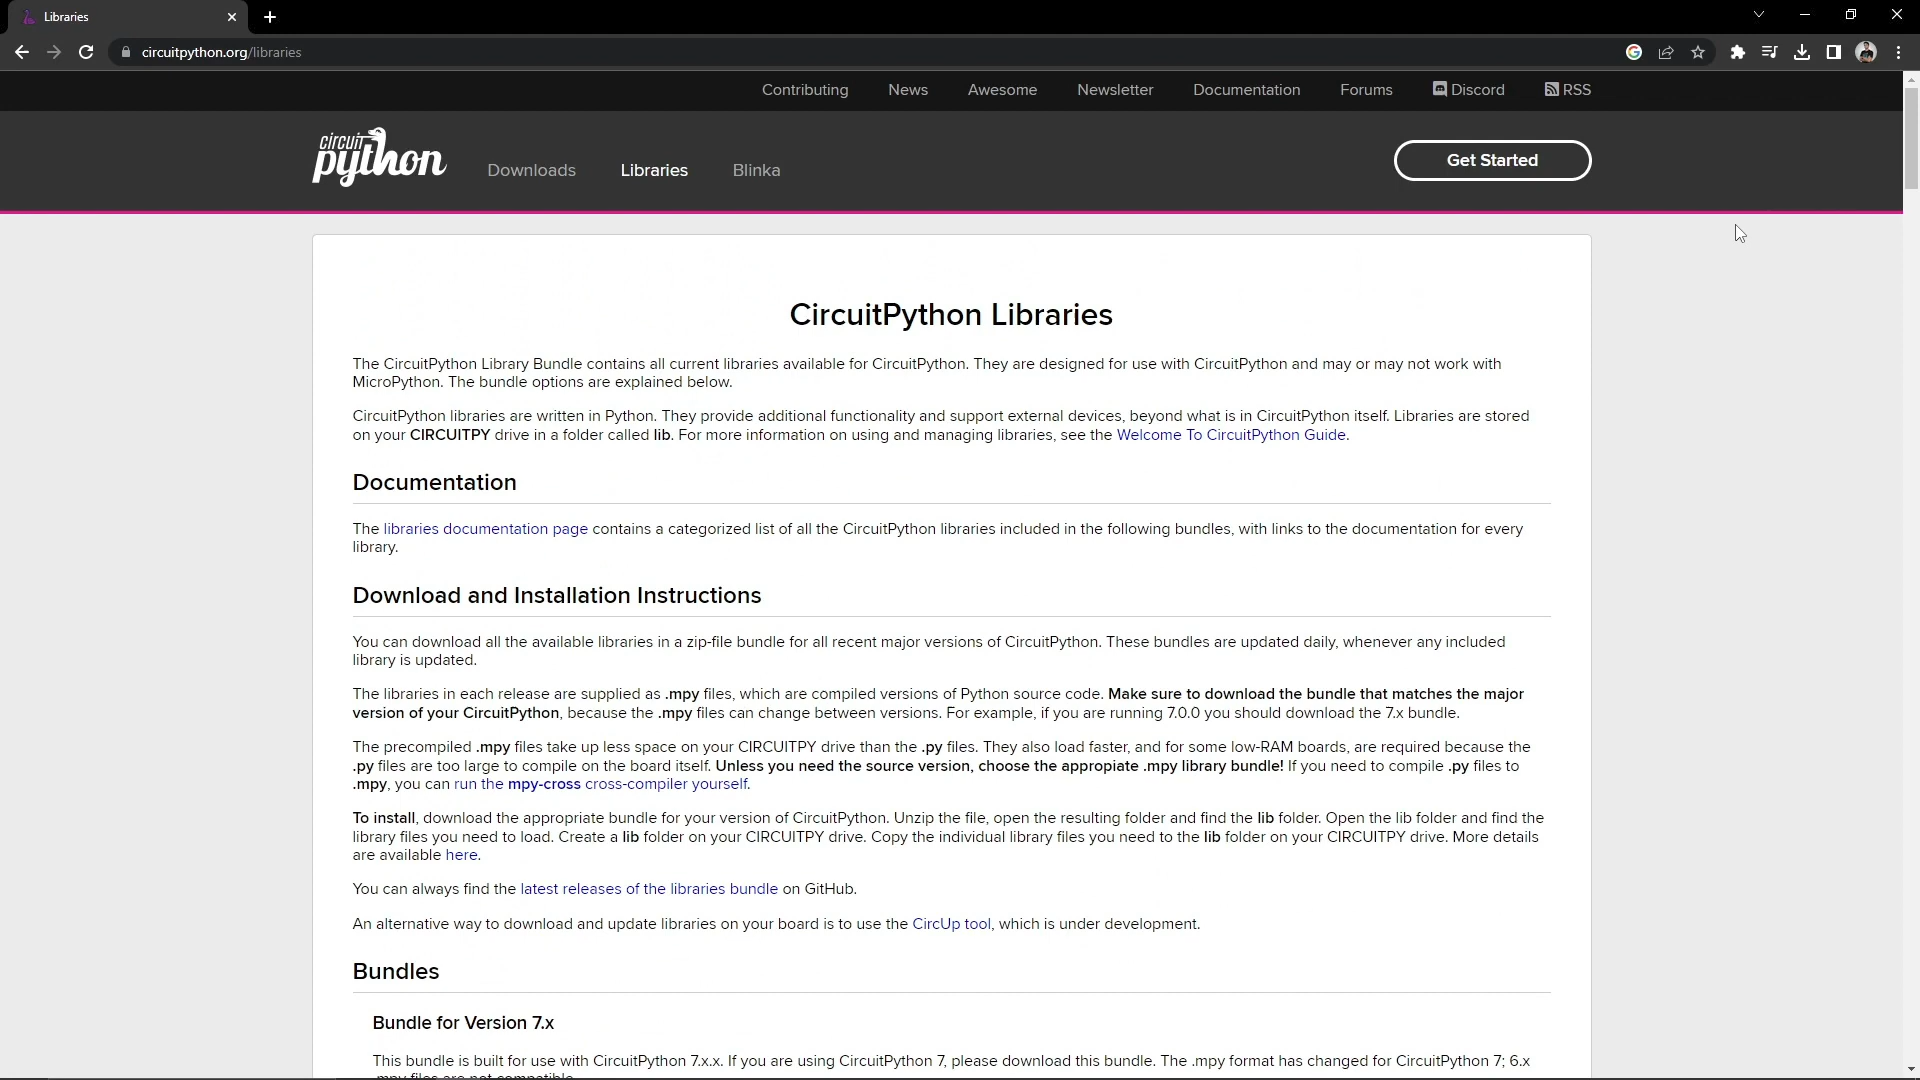 Libraries
circuitpython.org/libraries
Contributing News Awesome Newsletter Documentation Forums Discord RSS
circuit
python
Downloads Libraries Blinka
Get Started
CircuitPython Libraries
The CircuitPython Library Bundle contains all current libraries available for CircuitPython. They are designed for use with CircuitPython and may or may not work with
MicroPython. The bundle options are explained below.
CircuitPython libraries are written in Python. They provide additional functionality and support external devices, beyond what is in CircuitPython itself. Libraries are stored
on your CIRCUITPY drive in a folder called lib. For more information on using and managing libraries, see the Welcome To CircuitPython Guide.
Documentation
The libraries documentation page contains a categorized list of all the CircuitPython libraries included in the following bundles, with links to the documentation for every
library.
Download and Installation Instructions
You can download all the available libraries in a zip-file bundle for all recent major versions of CircuitPython. These bundles are updated daily, whenever any included
library is updated.
The libraries in each release are supplied as .mpy files, which are compiled versions of Python source code. Make sure to download the bundle that matches the major
version of your CircuitPython, because the .mpy files can change between versions. For example, if you are running 7.0.0 you should download the 7.x bundle.
The precompiled .mpy files take up less space on your CIRCUITPY drive than the .py files. They also load faster, and for some low-RAM boards, are required because the
.py files are too large to compile on the board itself. Unless you need the source version, choose the appropiate .mpy library bundle! If you need to compile .py files to
.mpy, you can run the mpy-cross cross-compiler yourself.
To install, download the appropriate bundle for your version of CircuitPython. Unzip the file, open the resulting folder and find the lib folder. Open the lib folder and find the
library files you need to load. Create a lib folder on your CIRCUITPY drive. Copy the individual library files you need to the lib folder on your CIRCUITPY drive. More details
are available here.
You can always find the latest releases of the libraries bundle on GitHub.
An alternative way to download and update libraries on your board is to use the CircUp tool, which is under development.
Bundles
Bundle for Version 7.x
This bundle is built for use with CircuitPython 7.x.x. If you are using CircuitPython 7, please download this bundle. The .mpy format has changed for CircuitPython 7; 6.x
.mpy files are not compatible.